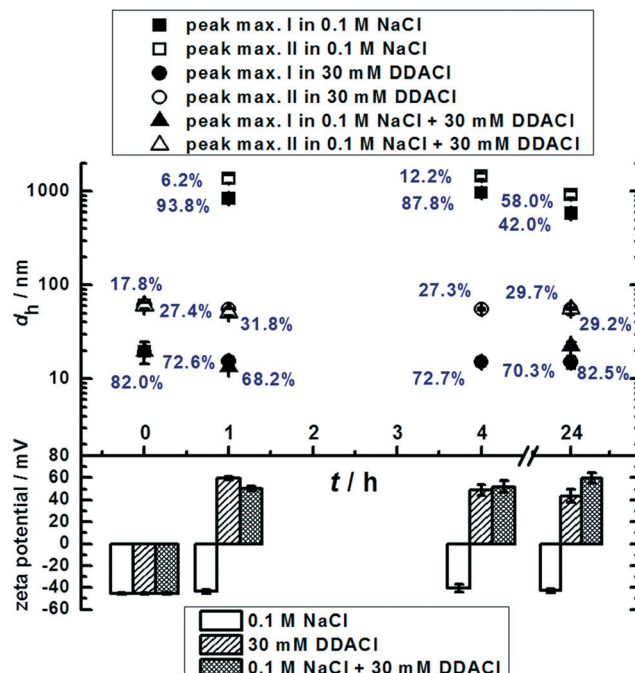 peak max. I in 0.1 M NaCl
peak max. II in 0.1 M NaCl
peak max. I in 30 mM DDACl
peak max. II in 30 mM DDACl
peak max. I in 0.1 M NaCl + 30 mM DDACl
peak max. II in 0.1 M NaCl + 30 mM DDACl
dh / nm
1000
100
10
6.2%
93.8%
12.2%
87.8%
58.0%
42.0%
17.8%
27.4%
31.8%
27.3%
29.7%
29.2%
82.0%
72.6%
68.2%
72.7%
70.3%
82.5%
0 1 2 3 4 24
t / h
zeta potential / mV
80
60
40
20
0
-20
-40
-60
0.1 M NaCl
30 mM DDACl
0.1 M NaCl + 30 mM DDACl